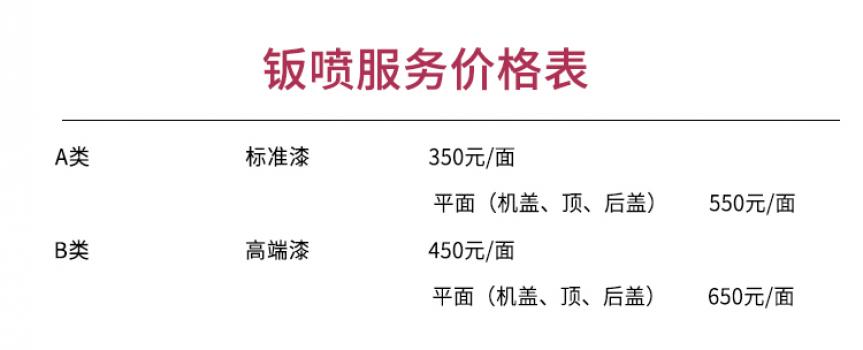 钣喷服务价格表
A类 标准漆 350元/面
平面（机盖、顶、后盖） 550元/面
B类 高端漆 450元/面
平面（机盖、顶、后盖） 650元/面